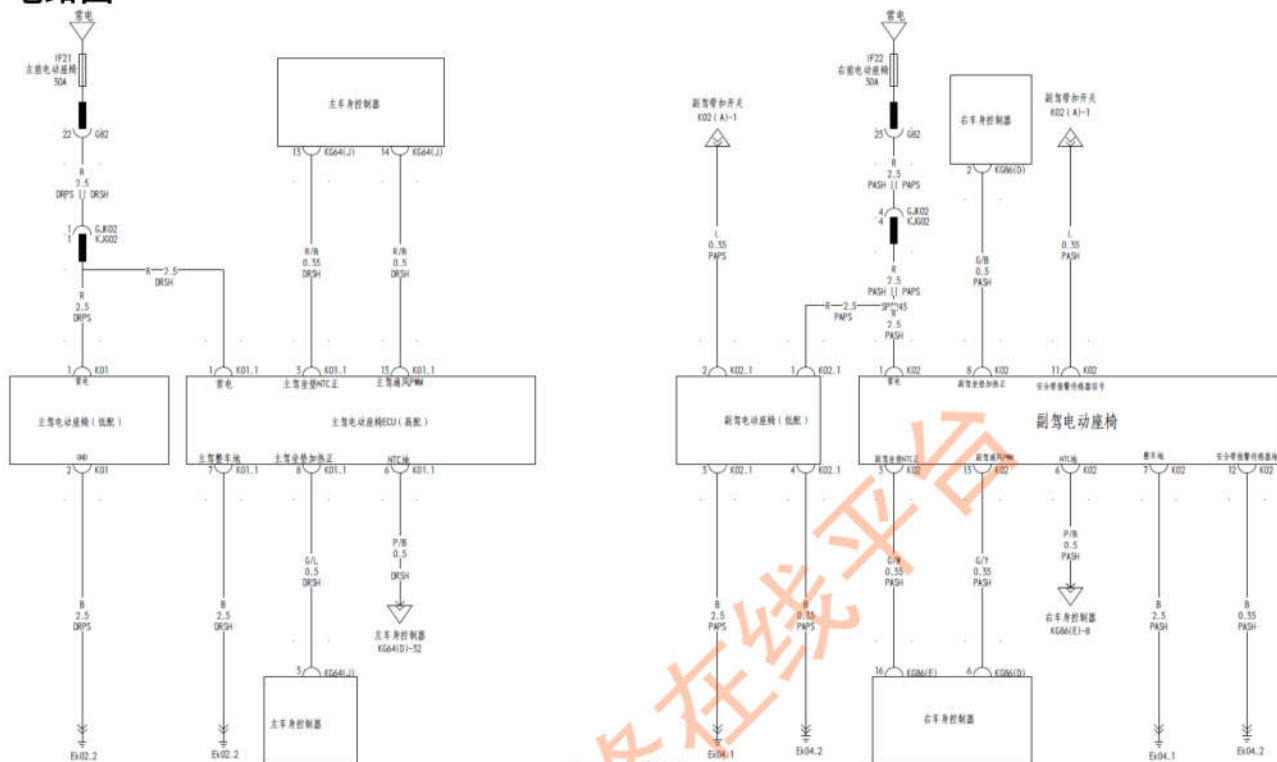 常电
IF21
左前电动座椅
30A
22 G82
R
2.5
DRPS || DRSH
1 GJK02
1 KJG02
R 2.5
DRSH
R
2.5
DRPS
左车身控制器
13 KG64(J)
14 KG64(J)
R/B
0.35
DRSH
R/B
0.5
DRSH
1 K01
常电
主驾电动座椅(低配)
GND
2 K01
1 K01.1
常电
3 K01.1
主驾坐垫NTC正
13 K01.1
主驾通风PWM
主驾电动座椅ECU(高配)
主驾整车地
7 K01.1
主驾坐垫加热正
8 K01.1
NTC地
6 K01.1
B
2.5
DRPS
B
2.5
DRSH
G/L
0.5
DRSH
P/B
0.5
DRSH
左车身控制器
KG64(D)-32
3 KG64(J)
左车身控制器
Ek02.2
Ek02.2
常电
IF22
右前电动座椅
30A
23 G82
R
2.5
PASH || PAPS
4 GJK02
4 KJG02
R
2.5
PASH || PAPS
R 2.5
PAPS
R
2.5
PASH
副驾带扣开关
K02(A)-1
L
0.35
PAPS
右车身控制器
2 KG86(D)
G/B
0.5
PASH
副驾带扣开关
K02(A)-1
L
0.35
PASH
2 K02.1
1 K02.1
副驾电动座椅(低配)
3 K02.1
4 K02.1
1 K02
常电
8 K02
副驾坐垫加热正
11 K02
安全带报警传感器信号
副驾电动座椅
副驾坐垫NTC正
3 K02
副驾通风PWM
13 K02
NTC地
6 K02
整车地
7 K02
安全带报警传感器地
12 K02
B
2.5
PAPS
B
0.35
PAPS
G/W
0.35
PASH
G/Y
0.35
PASH
P/B
0.5
PASH
右车身控制器
KG86(E)-8
B
2.5
PASH
B
0.35
PASH
16 KG86(E)
6 KG86(D)
右车身控制器
Ek04.1
Ek04.2
Ek04.1
Ek04.2
在线平台